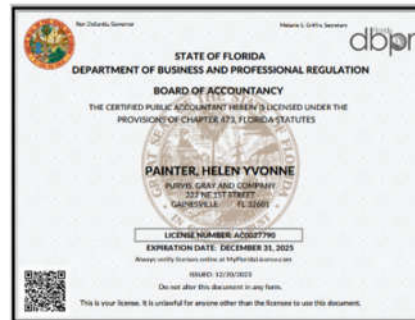 Ron DeSantis, Governor
Melanie S. Griffin, Secretary
dbpr
STATE OF FLORIDA
DEPARTMENT OF BUSINESS AND PROFESSIONAL REGULATION
BOARD OF ACCOUNTANCY
THE CERTIFIED PUBLIC ACCOUNTANT HEREIN IS LICENSED UNDER THE
PROVISIONS OF CHAPTER 473, FLORIDA STATUTES
PAINTER, HELEN YVONNE
PURVIS, GRAY AND COMPANY
222 NE 1ST STREET
GAINESVILLE FL 32601
LICENSE NUMBER: AC0027790
EXPIRATION DATE: DECEMBER 31, 2025
Always verify licenses online at MyFloridaLicense.com
ISSUED: 12/20/2023
Do not alter this document in any form.
This is your license. It is unlawful for anyone other than the licensee to use this document.